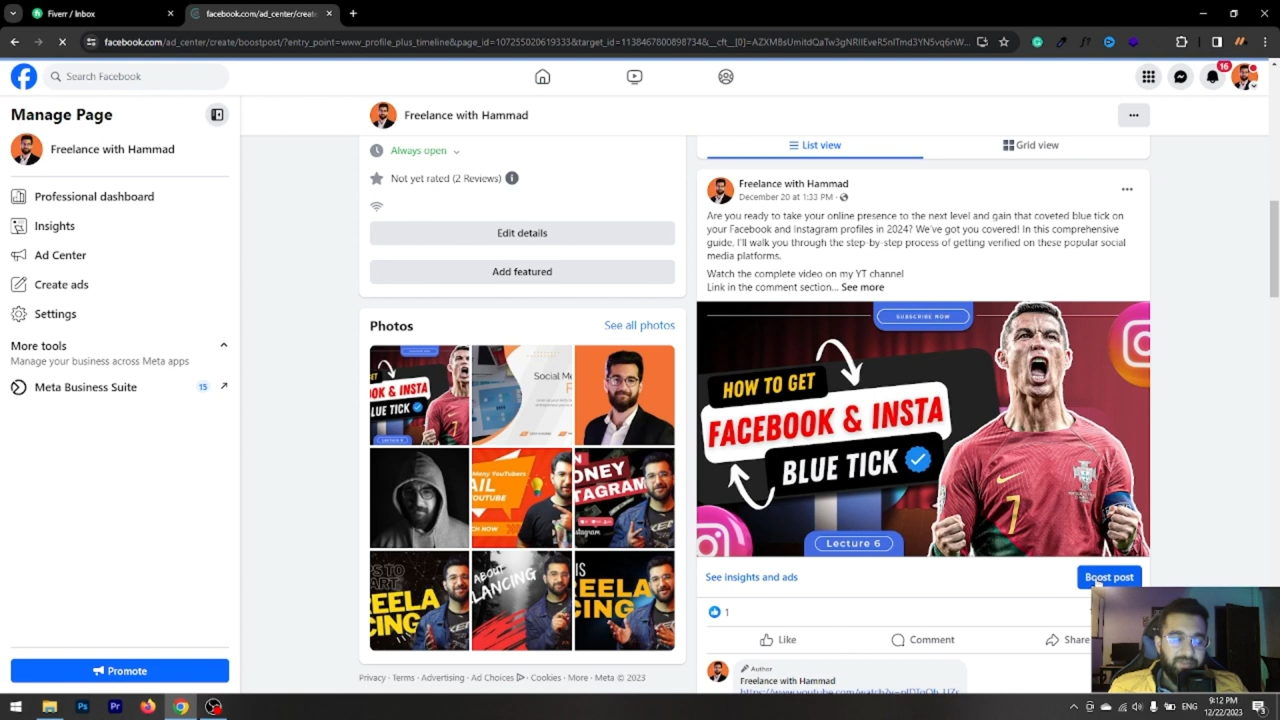 Fiverr / Inbox
facebook.com/ad_center/create
facebook.com/ad_center/create/boostpost/?entry_point=www_profile_plus_timeline&page_id=107255020619333&target_id=1138467800898734
Search Facebook
16
Manage Page
Freelance with Hammad
Professional dashboard
Insights
Ad Center
Create ads
Settings
More tools
Manage your business across Meta apps
Meta Business Suite
15
Promote
Freelance with Hammad
Always open
Not yet rated (2 Reviews)
Edit details
Add featured
Photos
See all photos
Privacy · Terms · Advertising · Ad Choices · Cookies · More · Meta © 2023
List view
Grid view
Freelance with Hammad
December 20 at 1:33 PM ·
Are you ready to take your online presence to the next level and gain that coveted blue tick on
your Facebook and Instagram profiles in 2024? We've got you covered! In this comprehensive
guide, I'll walk you through the step-by-step process of getting verified on these popular social
media platforms.
Watch the complete video on my YT channel
Link in the comment section... See more
SUBSCRIBE NOW
HOW TO GET
FACEBOOK & INSTA
BLUE TICK
7
Lecture 6
See insights and ads
Boost post
1
Like
Comment
Share
Author
Freelance with Hammad
ENG
9:12 PM
12/22/2023